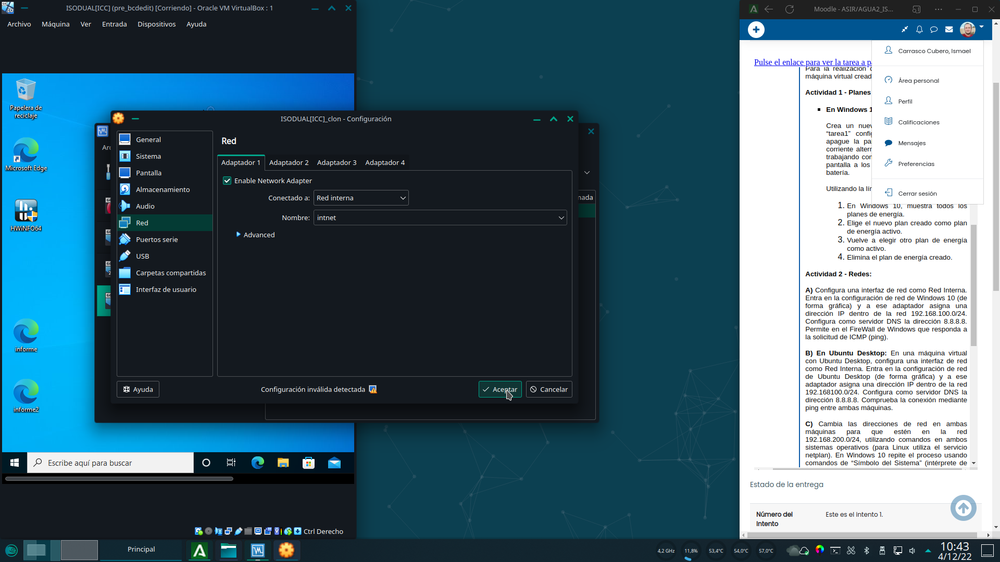 ISODUAL[ICC] (pre_bcdedit) [Corriendo] - Oracle VM VirtualBox : 1
Archivo Máquina Ver Entrada Dispositivos Ayuda
Papelera de
reciclaje
Microsoft Edge
HWiNFO64
informe
informe2
Escribe aquí para buscar
Ctrl Derecho
ISODUAL[ICC]_clon - Configuración
General
Sistema
Pantalla
Almacenamiento
Audio
Red
Puertos serie
USB
Carpetas compartidas
Interfaz de usuario
Red
Adaptador 1 Adaptador 2 Adaptador 3 Adaptador 4
Enable Network Adapter
Conectado a: Red interna
Nombre: intnet
Advanced
Ayuda
Configuración inválida detectada
Aceptar
Cancelar
Moodle - ASIR/AGUA2_IS...
Carrasco Cubero, Ismael
Área personal
Perfil
Calificaciones
Mensajes
Preferencias
Cerrar sesión
Pulse el enlace para ver la tarea a
Para la realización
máquina virtual
Actividad 1 - Planes
En Windows
Crea un
"tarea1"
apague la
corriente
trabajando
pantalla a los
batería.
Utilizando la
1. En Windows 10, muestra todos los
planes de energía.
2. Elige el nuevo plan creado como plan
de energía activo.
3. Vuelve a elegir otro plan de energía
como activo.
4. Elimina el plan de energía creado.
Actividad 2 - Redes:
A) Configura una interfaz de red como Red Interna.
Entra en la configuración de red de Windows 10 (de
forma gráfica) y a ese adaptador asigna una
dirección IP dentro de la red 192.168.100.0/24.
Configura como servidor DNS la dirección 8.8.8.8.
Permite en el FireWall de Windows que responda a
la solicitud de ICMP (ping).
B) En Ubuntu Desktop: En una máquina virtual
con Ubuntu Desktop, configura una interfaz de red
como Red Interna. Entra en la configuración de red
de Ubuntu Desktop (de forma gráfica) y a ese
adaptador asigna una dirección IP dentro de la red
192.168100.0/24. Configura como servidor DNS la
dirección 8.8.8.8. Comprueba la conexión mediante
ping entre ambas máquinas.
C) Cambia las direcciones de red en ambas
máquinas para que estén en la red
192.168.200.0/24, utilizando comandos en ambos
sistemas operativos (para Linux utiliza el servicio
netplan). En Windows 10 repite el proceso usando
comandos de “Símbolo del Sistema” (intérprete de
Estado de la entrega
Número del
intento
Este es el intento 1.
Principal
4,2 GHz 11,8% 53,4°C 54,0°C 57,0°C
10:43
4/12/22